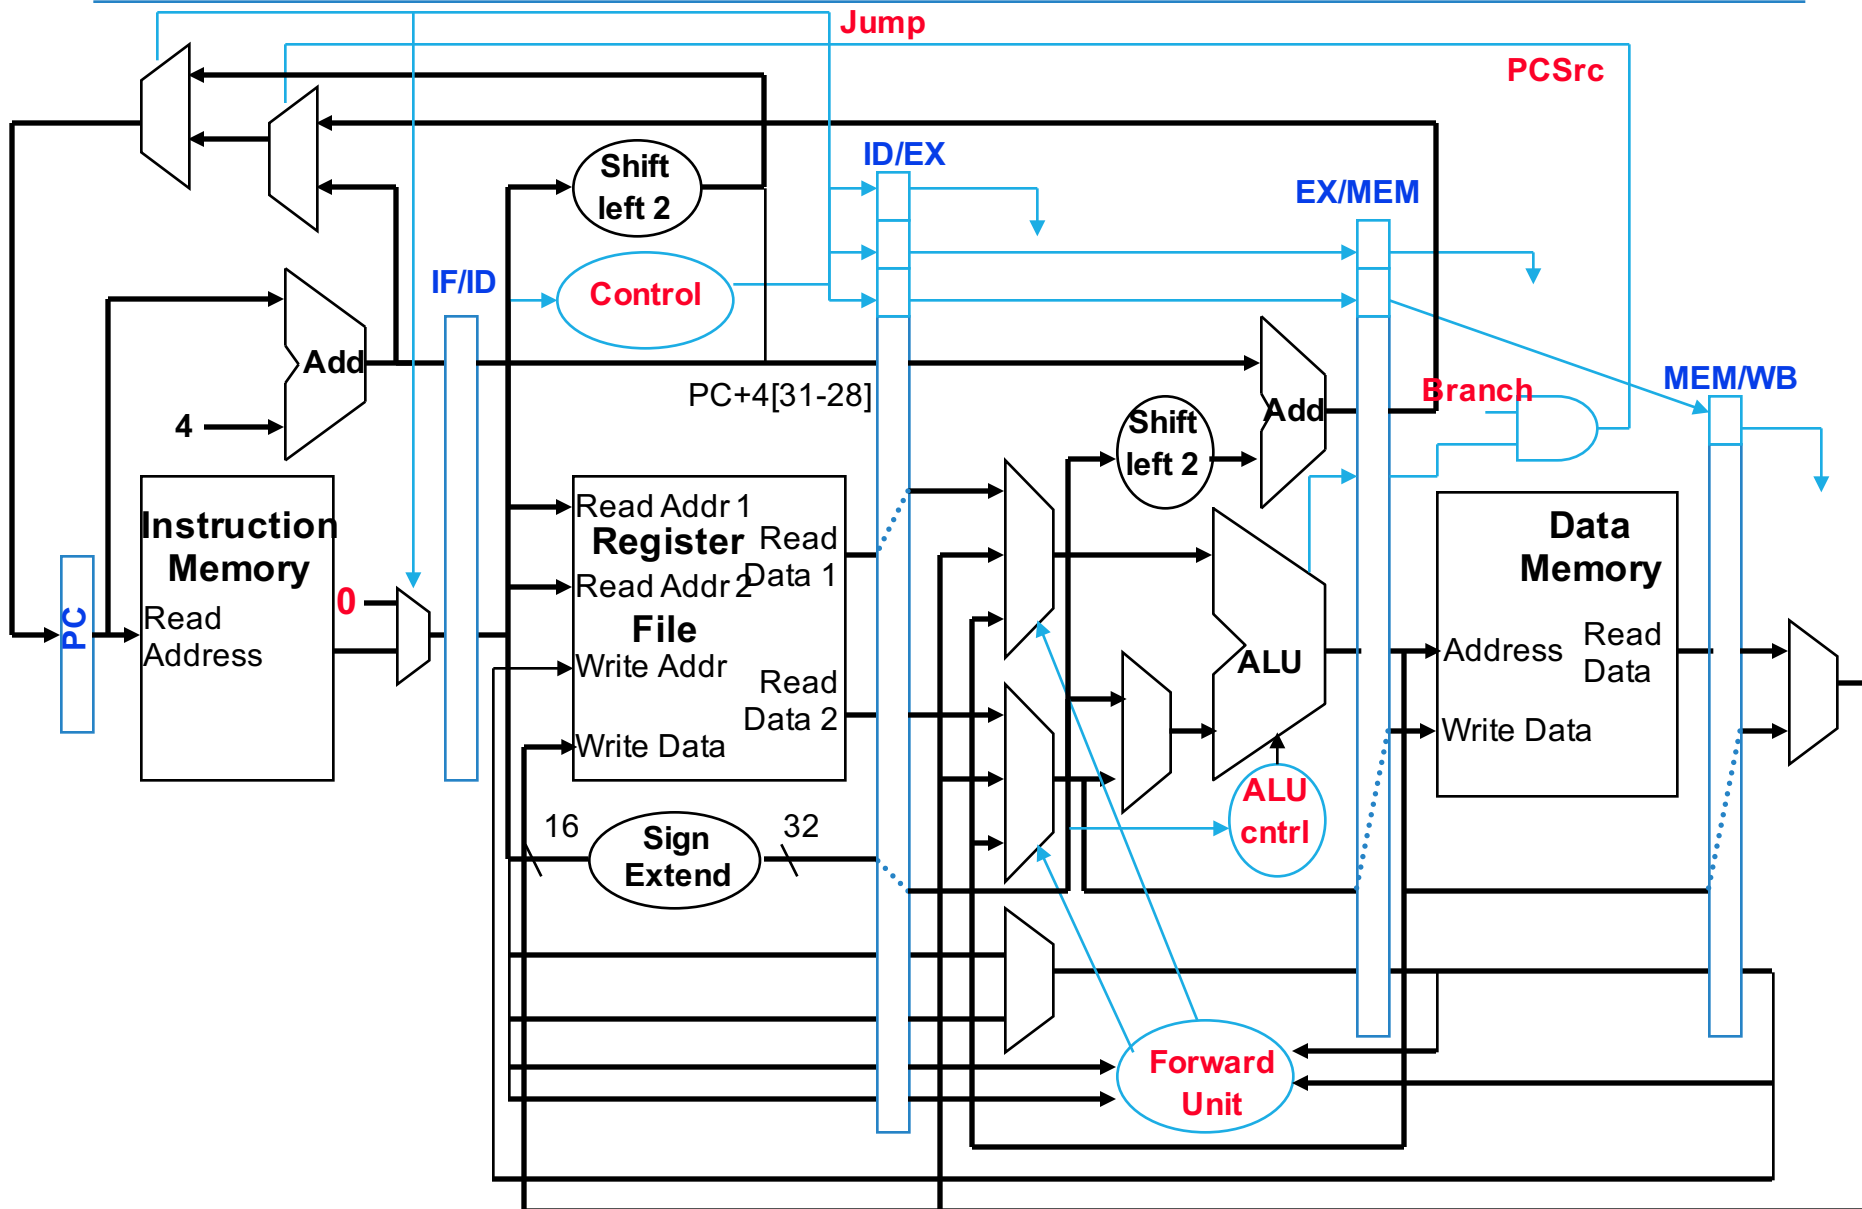 Jump
PCSrc
ID/EX
Shift
left 2
EX/MEM
IF/ID
Control
Add
PC+4[31-28]
4
Branch
MEM/WB
Add
Shift
left 2
Instruction
Memory
Read
Address
PC
0
Read Addr 1
Register
Read
Data 1
Read Addr 2
File
Write Addr
Read
Data 2
Write Data
ALU
Data
Memory
Address
Read
Data
Write Data
ALU
cntrl
16
Sign
Extend
32
Forward
Unit